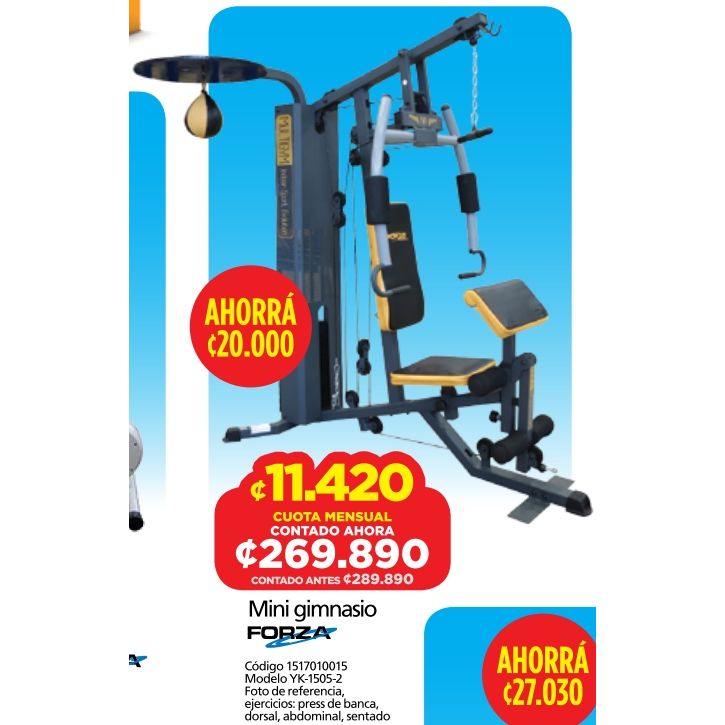 MULTIGYM
AHORRÁ
¢20.000
¢11.420
CUOTA MENSUAL
CONTADO AHORA
¢269.890
CONTADO ANTES ¢289.890
Mini gimnasio
FORZA
Código 1517010015
Modelo YK-1505-2
Foto de referencia,
ejercicios: press de banca,
dorsal, abdominal, sentado
AHORRÁ
¢27.030